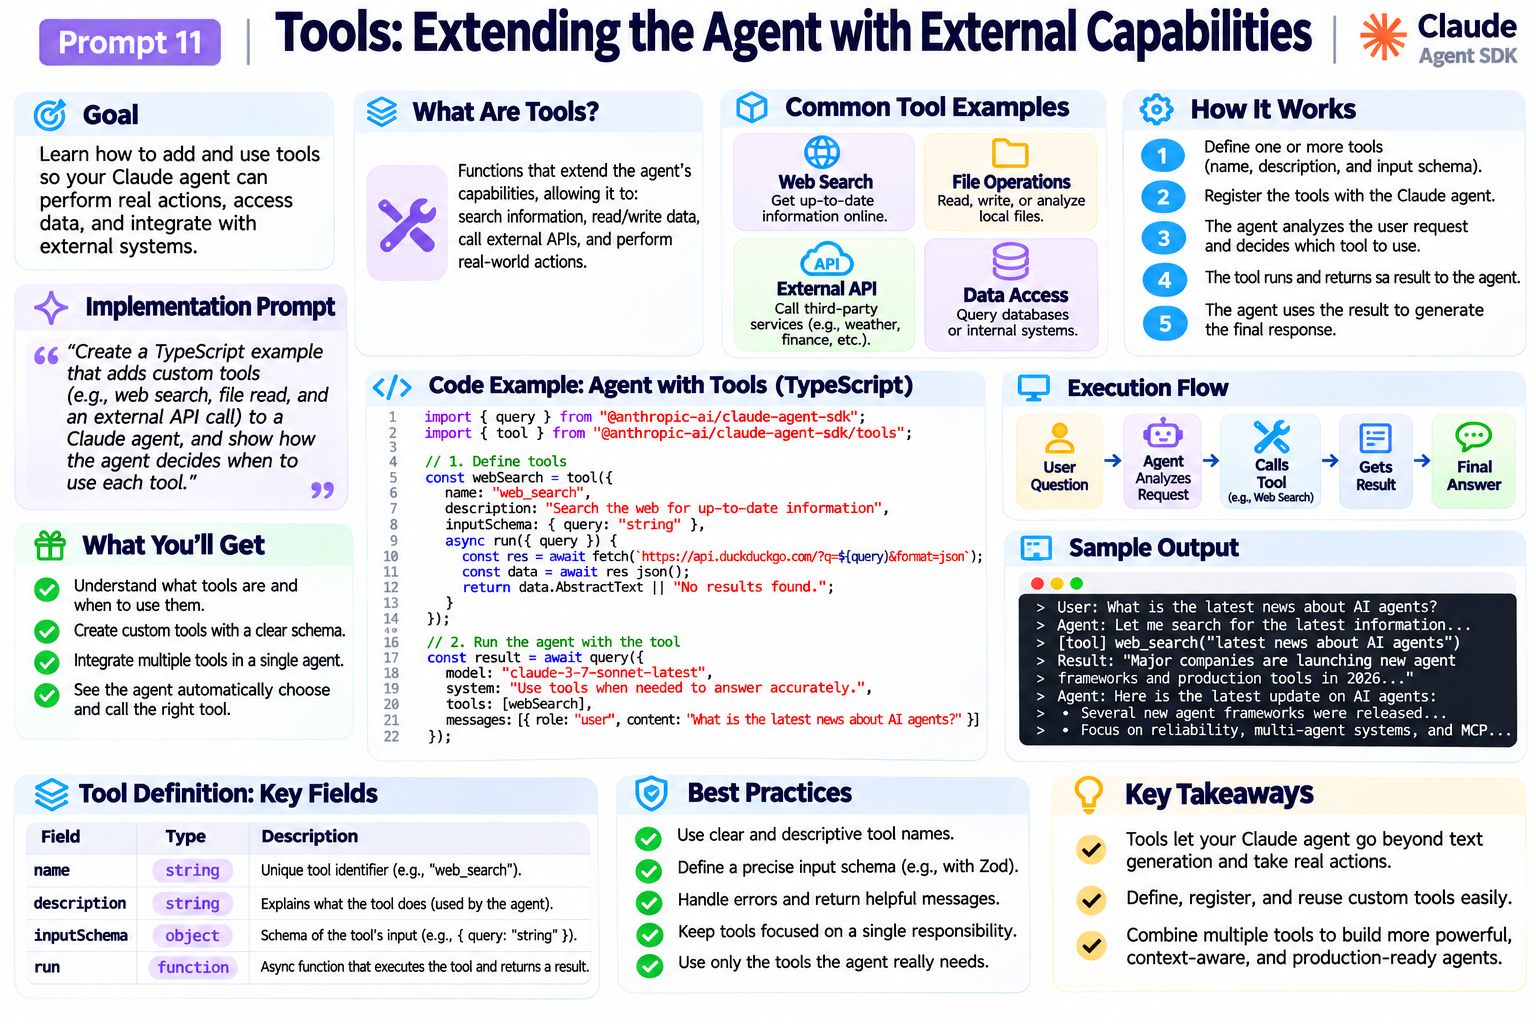 Prompt 11
Tools: Extending the Agent with External Capabilities
Claude
Agent SDK
Goal
Learn how to add and use tools
so your Claude agent can
perform real actions, access
data, and integrate with
external systems.
What Are Tools?
Functions that extend the agent's
capabilities, allowing it to:
search information, read/write data,
call external APIs, and perform
real-world actions.
Common Tool Examples
Web Search
Get up-to-date
information online.
File Operations
Read, write, or analyze
local files.
API
External API
Call third-party
services (e.g., weather,
finance, etc.).
Data Access
Query databases
or internal systems.
How It Works
1 Define one or more tools
(name, description, and input schema).
2 Register the tools with the Claude agent.
3 The agent analyzes the user request
and decides which tool to use.
4 The tool runs and returns sa result to the agent.
5 The agent uses the result to generate
the final response.
Implementation Prompt
"Create a TypeScript example
that adds custom tools
(e.g., web search, file read, and
an external API call) to a
Claude agent, and show how
the agent decides when to
use each tool."
What You'll Get
Understand what tools are and
when to use them.
Create custom tools with a clear schema.
Integrate multiple tools in a single agent.
See the agent automatically choose
and call the right tool.
</> Code Example: Agent with Tools (TypeScript)
1 import { query } from "@anthropic-ai/claude-agent-sdk";
2 import { tool } from "@anthropic-ai/claude-agent-sdk/tools";
3
4 // 1. Define tools
5 const webSearch = tool({
6 name: "web_search",
7 description: "Search the web for up-to-date information",
8 inputSchema: { query: "string" },
9 async run({ query }) {
10 const res = await fetch(`https://api.duckduckgo.com/?q=${query)&format=json`);
11 const data = await res json();
12 return data.AbstractText || "No results found.";
13 }
14 });
16 // 2. Run the agent with the tool
17 const result = await query({
18 model: "claude-3-7-sonnet-latest",
19 system: "Use tools when needed to answer accurately.",
20 tools: [webSearch],
21 messages: [{ role: "user", content: "What is the latest news about AI agents?" }]
22 });
Execution Flow
User
Question
Agent
Analyzes
Request
Calls
Tool
(e.g., Web Search)
Gets
Result
Final
Answer
Sample Output
> User: What is the latest news about AI agents?
> Agent: Let me search for the latest information...
> [tool] web_search("latest news about AI agents")
> Result: "Major companies are launching new agent
> frameworks and production tools in 2026..."
> Agent: Here is the latest update on AI agents:
> • Several new agent frameworks were released...
> • Focus on reliability, multi-agent systems, and MCP...
Tool Definition: Key Fields
Field Type Description
name string Unique tool identifier (e.g., "web_search").
description string Explains what the tool does (used by the agent).
inputSchema object Schema of the tool's input (e., { query: "string" }).
run function Async function that executes the tool and returns a result.
Best Practices
Use clear and descriptive tool names.
Define a precise input schema (e.g., with Zod).
Handle errors and return helpful messages.
Keep tools focused on a single responsibility.
Use only the tools the agent really needs.
Key Takeaways
Tools let your Claude agent go beyond text
generation and take real actions.
Define, register, and reuse custom tools easily.
Combine multiple tools to build more powerful,
context-aware, and production-ready agents.